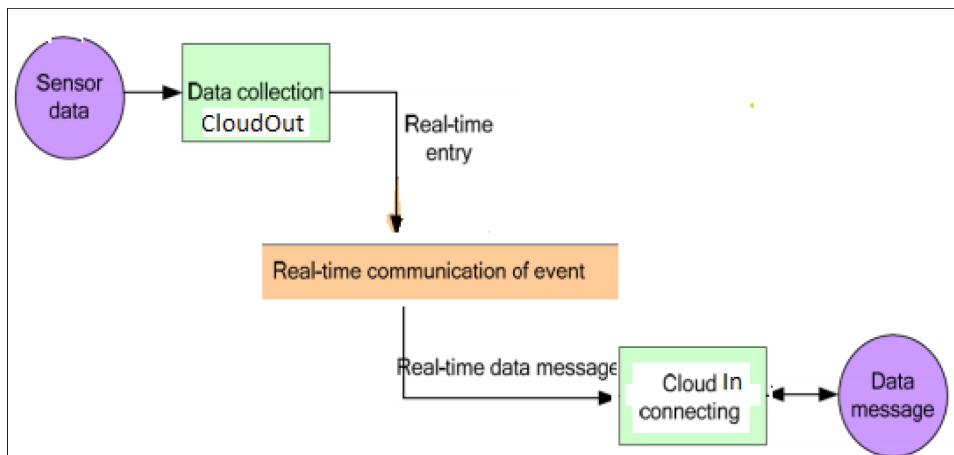 Sensor
data
Data collection
CloudOut
Real-time
entry
Real-time communication of event
Real-time data message
Cloud In
connecting
Data
message